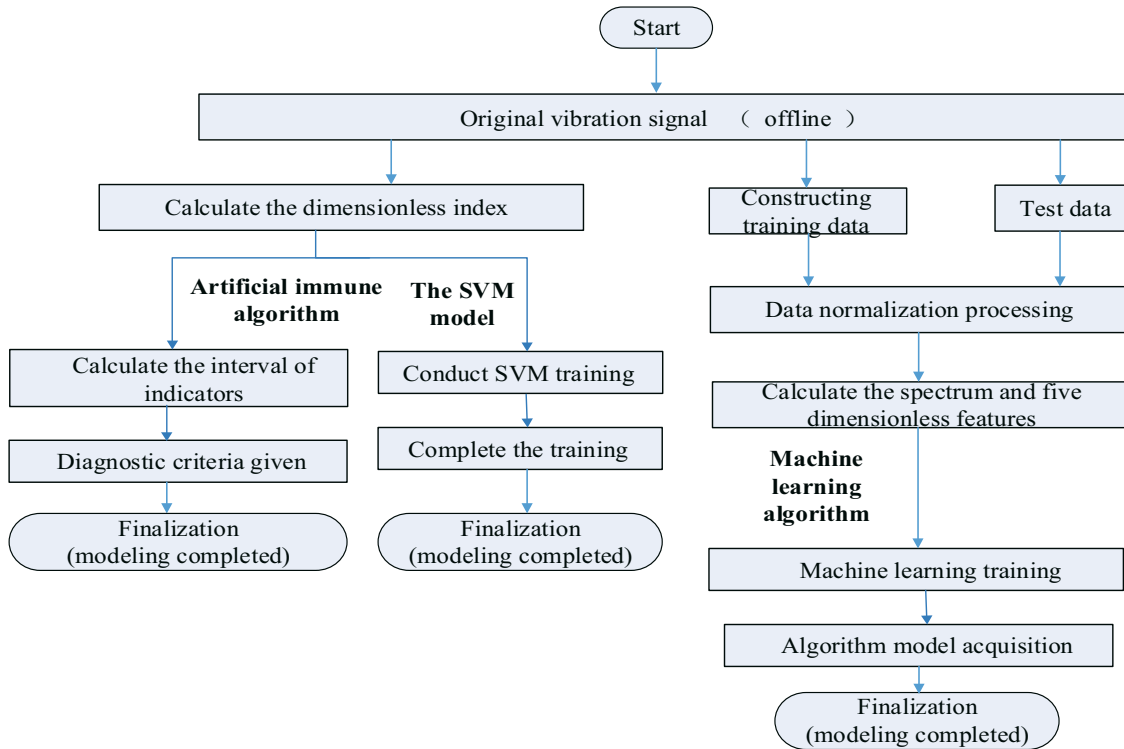 Start
Original vibration signal （ offline ）
Calculate the dimensionless index
Constructing
training data
Test data
Artificial immune
algorithm
The SVM
model
Data normalization processing
Calculate the interval of
indicators
Conduct SVM training
Calculate the spectrum and five
dimensionless features
Diagnostic criteria given
Complete the training
Machine
learning
algorithm
Finalization
(modeling completed)
Finalization
(modeling completed)
Machine learning training
Algorithm model acquisition
Finalization
(modeling completed)